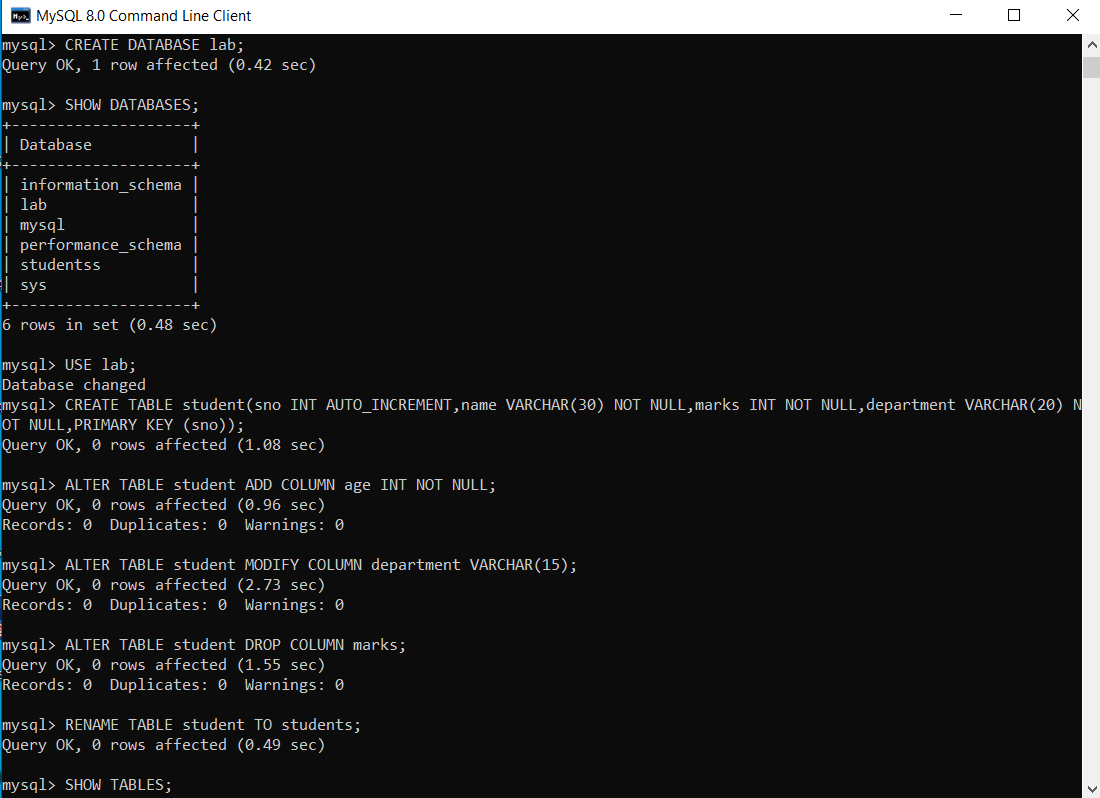 MySQL 8.0 Command Line Client
mysql> CREATE DATABASE lab;
Query OK, 1 row affected (0.42 sec)
mysql> SHOW DATABASES;
+--------------------+
| Database           |
+--------------------+
| information_schema |
| lab                |
| mysql              |
| performance_schema |
| studentss          |
| sys                |
+--------------------+
6 rows in set (0.48 sec)
mysql> USE lab;
Database changed
mysql> CREATE TABLE student(sno INT AUTO_INCREMENT,name VARCHAR(30) NOT NULL,marks INT NOT NULL,department VARCHAR(20) N
OT NULL,PRIMARY KEY (sno));
Query OK, 0 rows affected (1.08 sec)
mysql> ALTER TABLE student ADD COLUMN age INT NOT NULL;
Query OK, 0 rows affected (0.96 sec)
Records: 0  Duplicates: 0  Warnings: 0
mysql> ALTER TABLE student MODIFY COLUMN department VARCHAR(15);
Query OK, 0 rows affected (2.73 sec)
Records: 0  Duplicates: 0  Warnings: 0
mysql> ALTER TABLE student DROP COLUMN marks;
Query OK, 0 rows affected (1.55 sec)
Records: 0  Duplicates: 0  Warnings: 0
mysql> RENAME TABLE student TO students;
Query OK, 0 rows affected (0.49 sec)
mysql> SHOW TABLES;